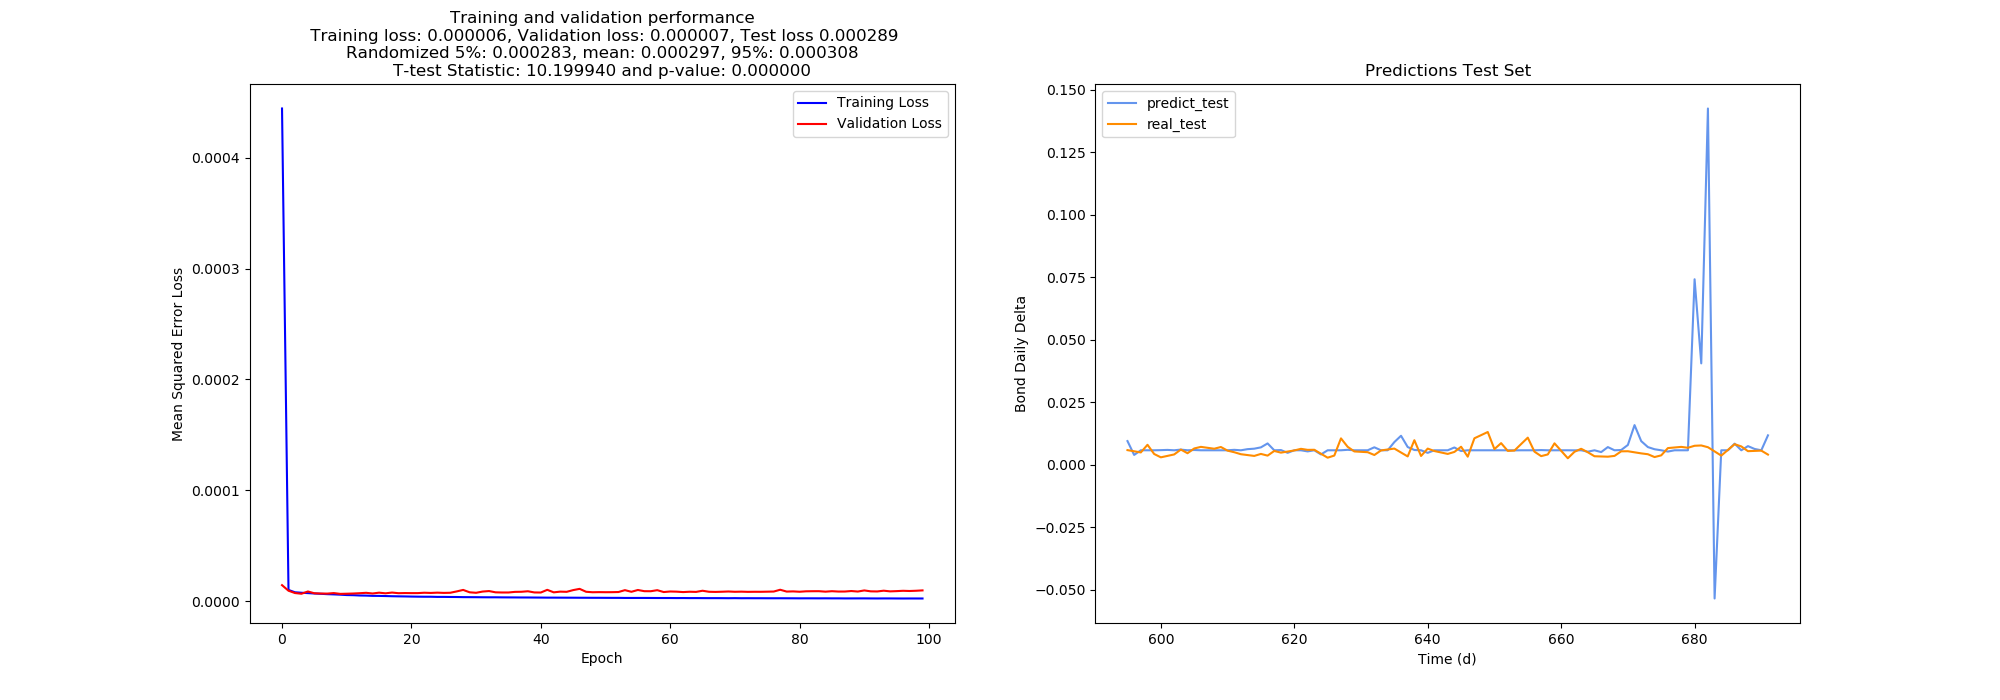 Training and validation performance
Training loss: 0.000006, Validation loss: 0.000007, Test loss 0.000289
Randomized 5%: 0.000283, mean: 0.000297, 95%: 0.000308
T-test Statistic: 10.199940 and p-value: 0.000000
Training Loss
Validation Loss
Mean Squared Error Loss
0.0004
0.0003
0.0002
0.0001
0.0000
0
20
40
60
80
100
Epoch
Predictions Test Set
predict_test
real_test
Bond Daily Delta
0.150
0.125
0.100
0.075
0.050
0.025
0.000
−0.025
−0.050
600
620
640
660
680
Time (d)